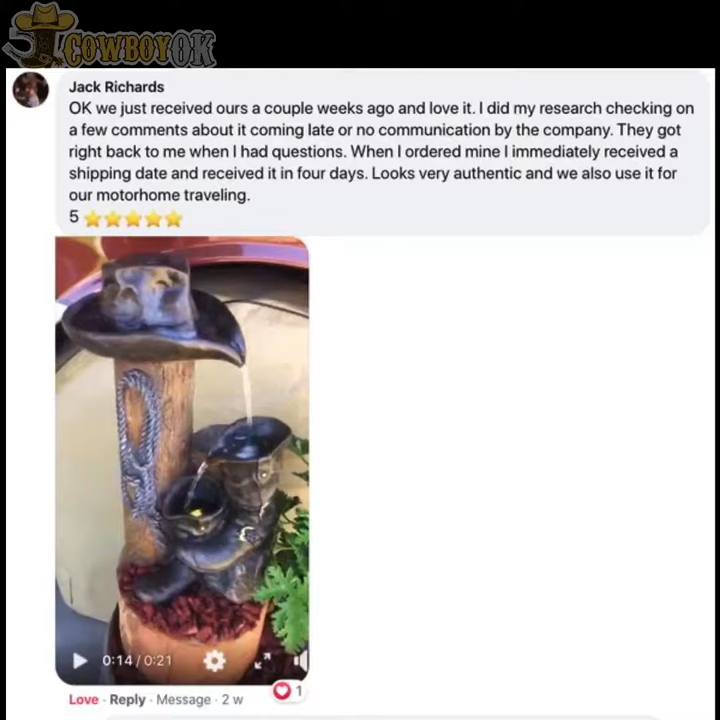 COWBOYOK
Jack Richards
OK we just received ours a couple weeks ago and love it. I did my research checking on
a few comments about it coming late or no communication by the company. They got
right back to me when I had questions. When I ordered mine I immediately received a
shipping date and received it in four days. Looks very authentic and we also use it for
our motorhome traveling.
5 ⭐⭐⭐⭐⭐
0:14 / 0:21
Love · Reply · Message · 2 w
1